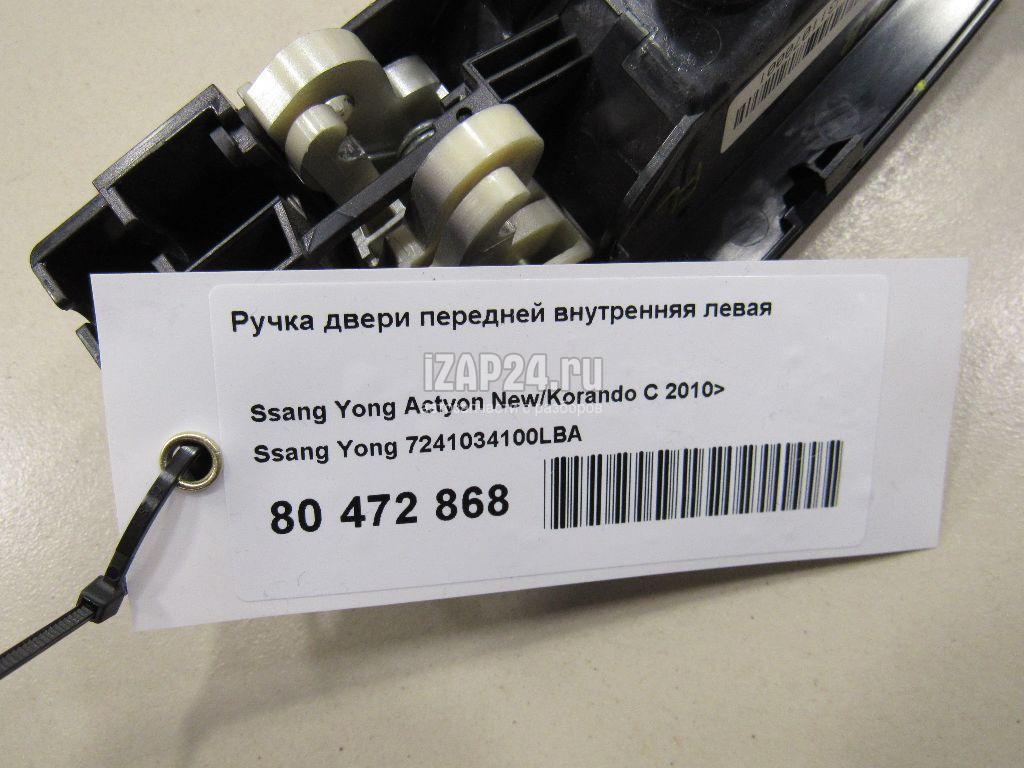 Ручка двери передней внутренняя левая
iZAP24.ru
Ssang Yong Actyon New/Korando C 2010>
Ssang Yong 7241034100LBA
80 472 868